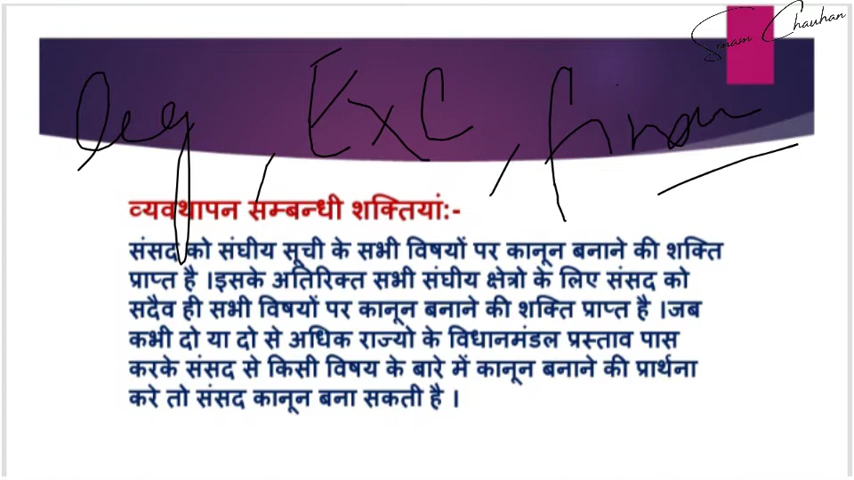 Chauhan
leg, Exc, finan
व्यवथापन सम्बन्धी शक्तियां:-
संसद को संघीय सूची के सभी विषयों पर कानून बनाने की शक्ति
प्राप्त है ।इसके अतिरिक्त सभी संघीय क्षेत्रो के लिए संसद को
सदैव ही सभी विषयों पर कानून बनाने की शक्ति प्राप्त है ।जब
कभी दो या दो से अधिक राज्यो के विधानमंडल प्रस्ताव पास
करके संसद से किसी विषय के बारे में कानून बनाने की प्रार्थना
करे तो संसद कानून बना सकती है ।